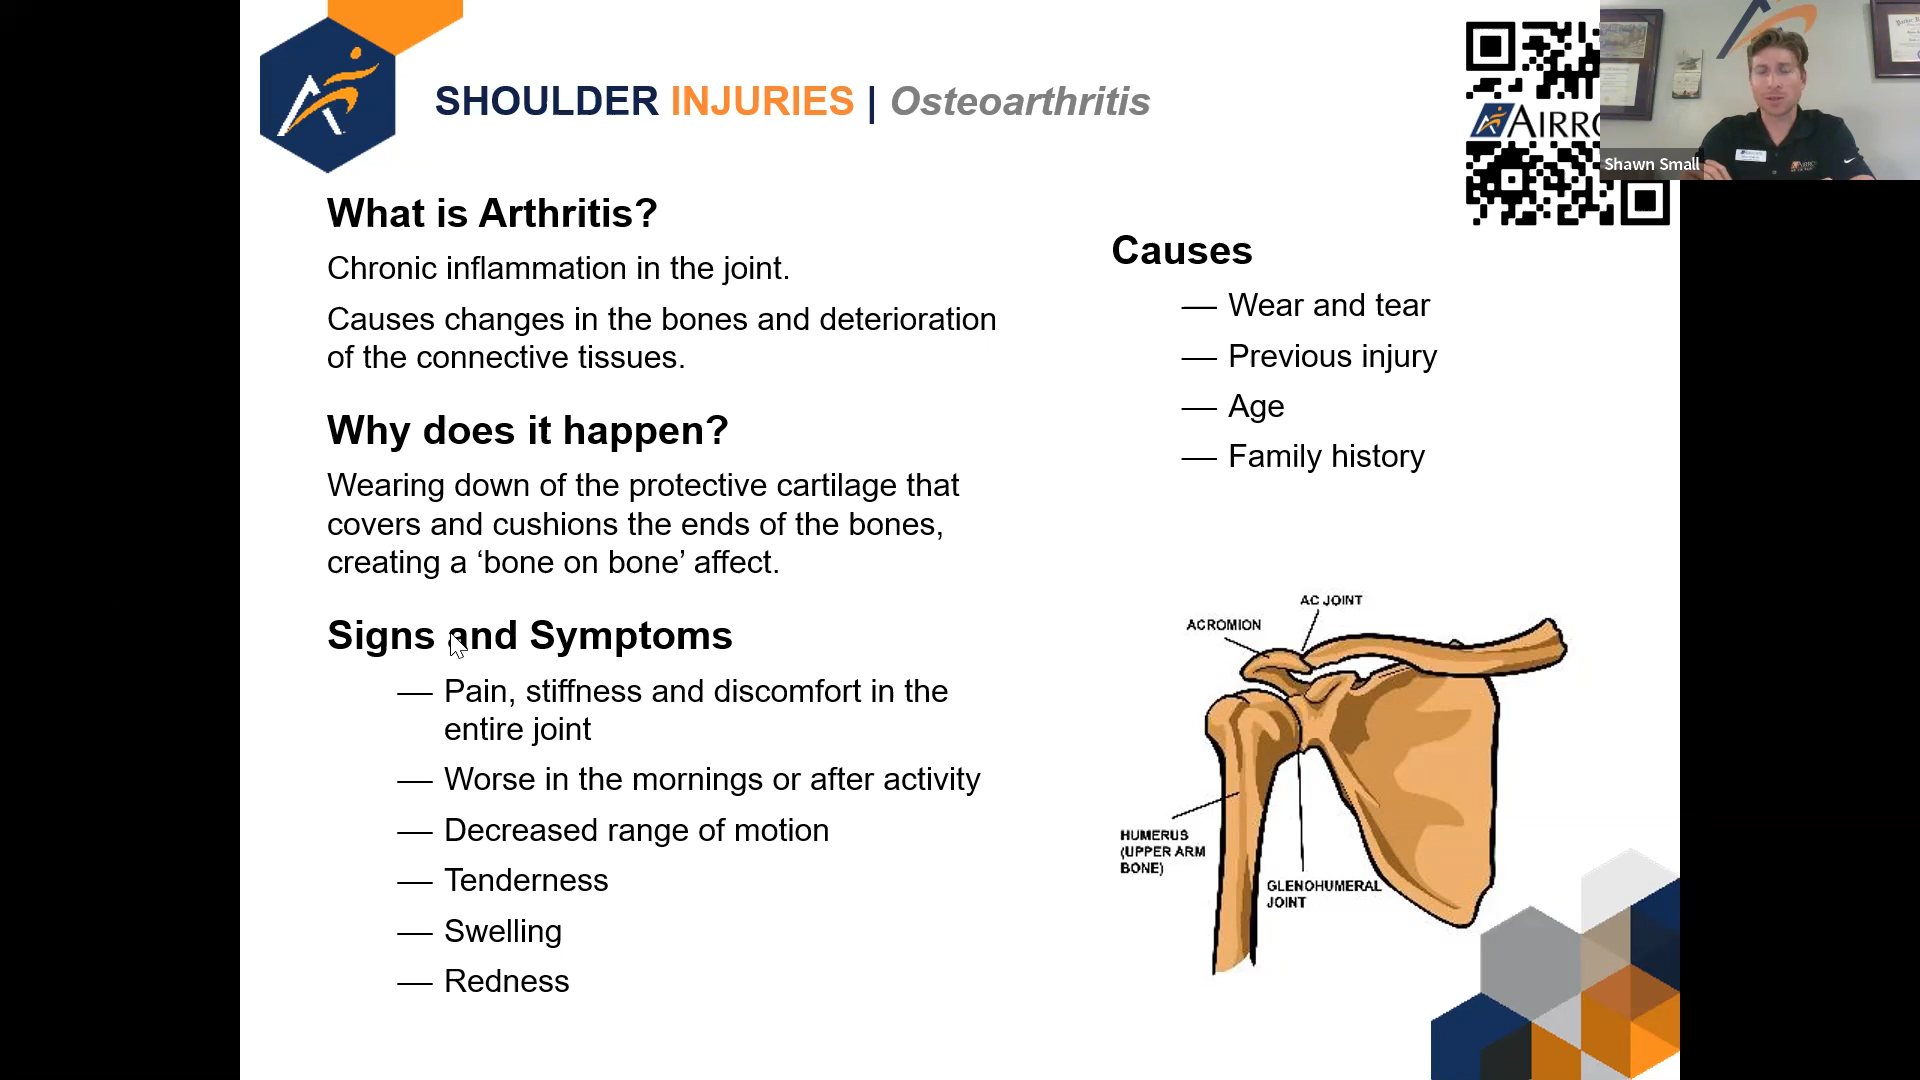 SHOULDER INJURIES | Osteoarthritis
AIRR
Shawn Small
What is Arthritis?
Chronic inflammation in the joint.
Causes changes in the bones and deterioration
of the connective tissues.
Why does it happen?
Wearing down of the protective cartilage that
covers and cushions the ends of the bones,
creating a ‘bone on bone’ affect.
Signs and Symptoms
— Pain, stiffness and discomfort in the
entire joint
— Worse in the mornings or after activity
— Decreased range of motion
— Tenderness
— Swelling
— Redness
Causes
— Wear and tear
— Previous injury
— Age
— Family history
AC JOINT
ACROMION
HUMERUS
(UPPER ARM
BONE)
GLENOHUMERAL
JOINT